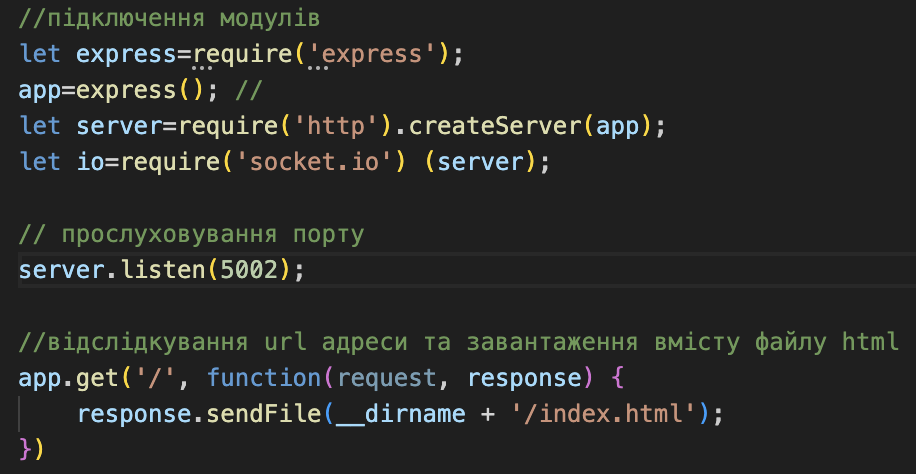 //підключення модулів
let express=require('express');
app=express(); //
let server=require('http').createServer(app);
let io=require('socket.io') (server);
// прослуховування порту
server.listen(5002);
//відслідкування url адреси та завантаження вмісту файлу html
app.get('/', function(request, response) {
    response.sendFile(__dirname + '/index.html');
})